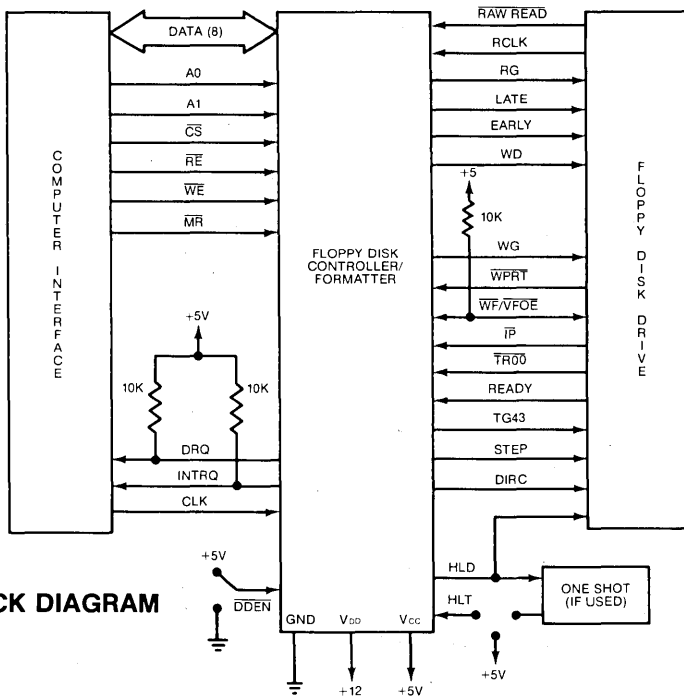 DATA (8)
A0
A1
CS
RE
WE
MR
COMPUTER INTERFACE
+5V
10K
10K
DRQ
INTRQ
CLK
+5V
DDEN
CK DIAGRAM
FLOPPY DISK
CONTROLLER/
FORMATTER
GND
VDD
VCC
+12
+5V
RAW READ
RCLK
RG
LATE
EARLY
WD
+5
10K
WG
WPRT
WF/VFOE
IP
TR00
READY
TG43
STEP
DIRC
FLOPPY DISK DRIVE
HLD
HLT
ONE SHOT
(IF USED)
+5V